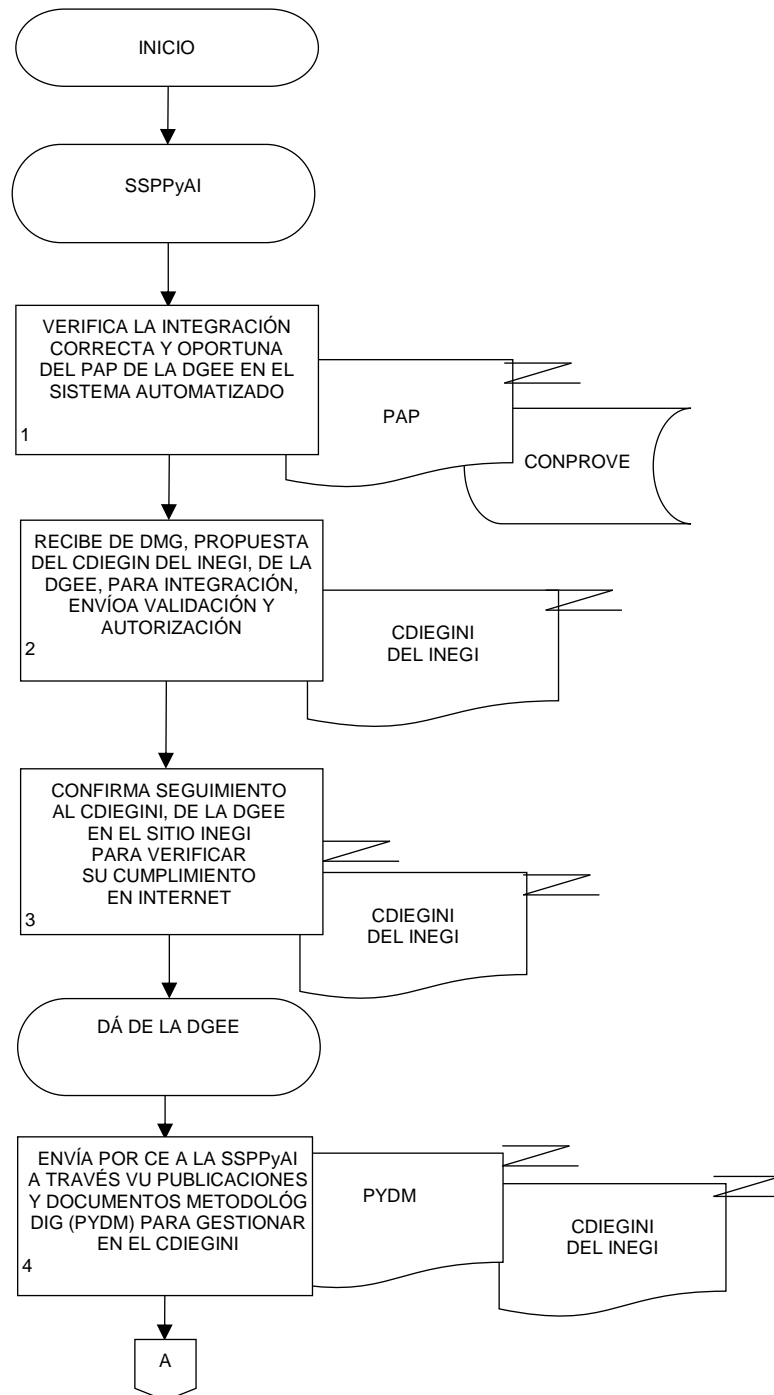 INICIO
SSPPyAI
VERIFICA LA INTEGRACIÓN
CORRECTA Y OPORTUNA
DEL PAP DE LA DGEE EN EL
SISTEMA AUTOMATIZADO
1
PAP
CONPROVE
RECIBE DE DMG, PROPUESTA
DEL CDIEGIN DEL INEGI, DE LA
DGEE, PARA INTEGRACIÓN,
ENVÍOA VALIDACIÓN Y
AUTORIZACIÓN
2
CDIEGINI
DEL INEGI
CONFIRMA SEGUIMIENTO
AL CDIEGINI, DE LA DGEE
EN EL SITIO INEGI
PARA VERIFICAR
SU CUMPLIMIENTO
EN INTERNET
3
CDIEGINI
DEL INEGI
DÁ DE LA DGEE
ENVÍA POR CE A LA SSPPyAI
A TRAVÉS VU PUBLICACIONES
Y DOCUMENTOS METODOLÓG
DIG (PYDM) PARA GESTIONAR
EN EL CDIEGINI
4
PYDM
CDIEGINI
DEL INEGI
A